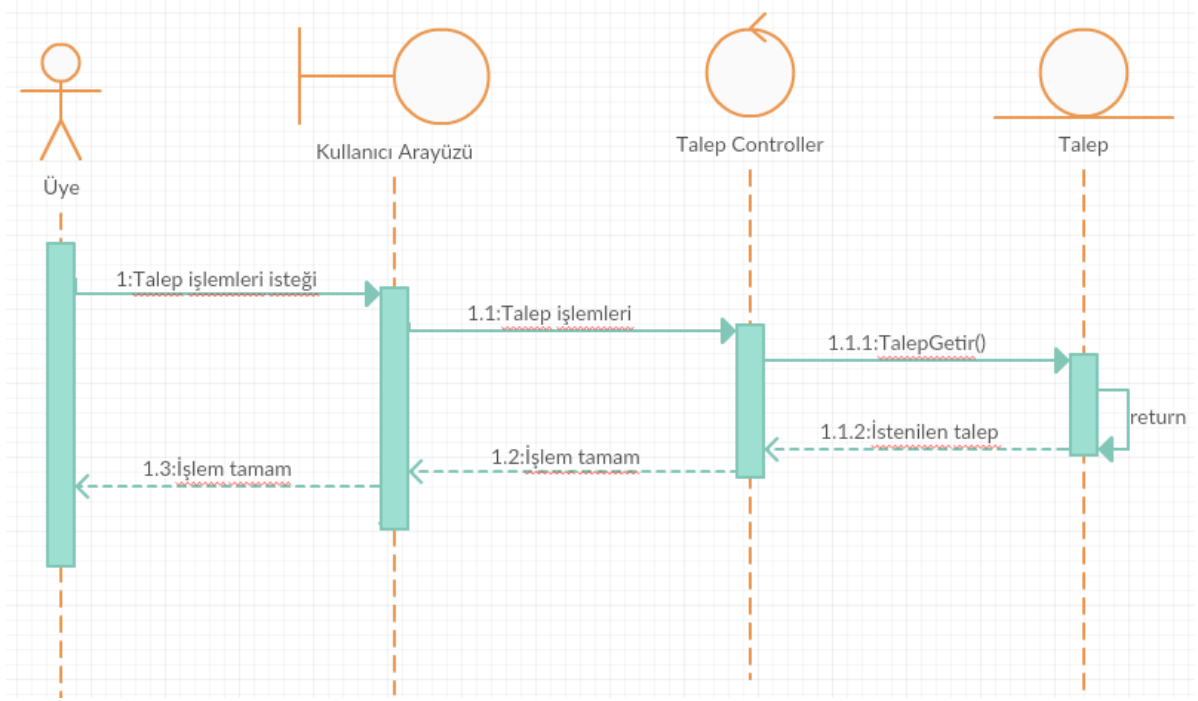 Üye
Kullanıcı Arayüzü
Talep Controller
Talep
1:Talep işlemleri isteği
1.1:Talep işlemleri
1.1.1:TalepGetir()
return
1.1.2:İstenilen talep
1.2:İşlem tamam
1.3:İşlem tamam